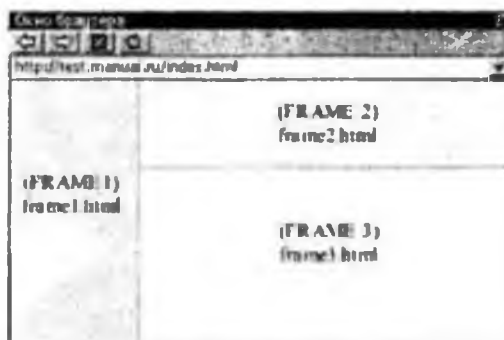 Окно браузера
http://test.manual.ru/index.html
(FRAME 1)
frame1.html
(FRAME 2)
frame2.html
(FRAME 3)
html